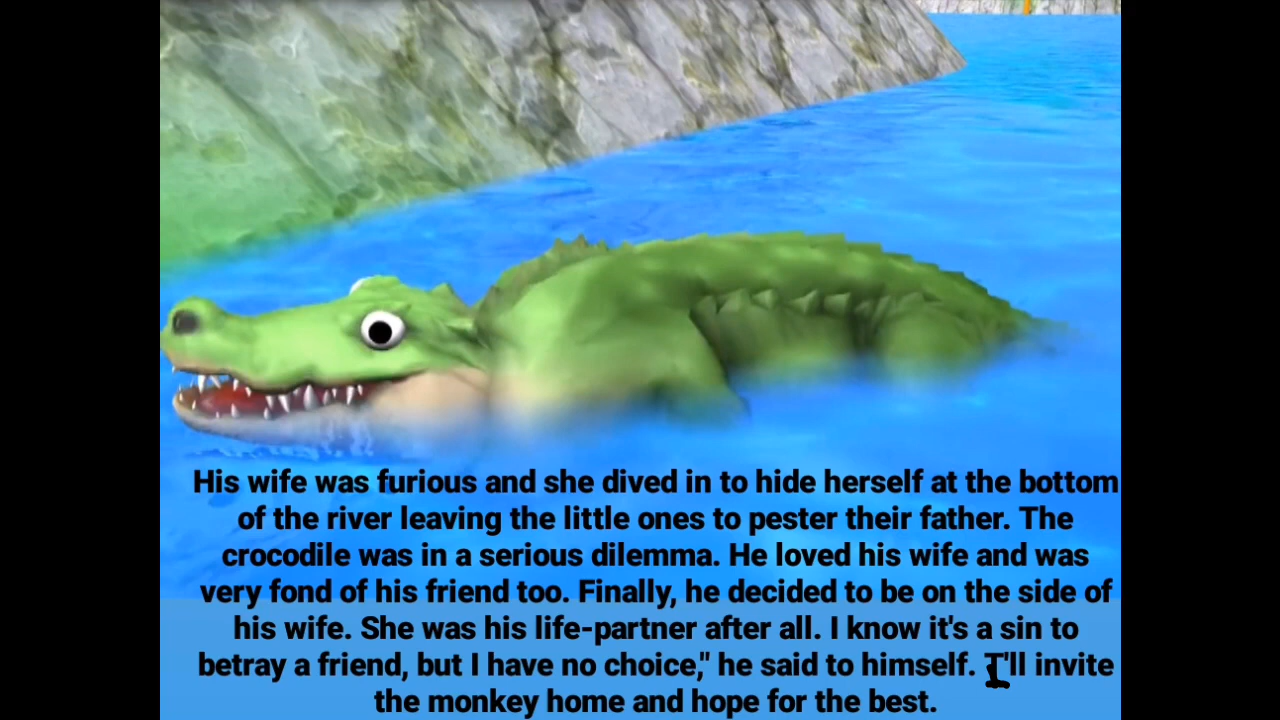 His wife was furious and she dived in to hide herself at the bottom
of the river leaving the little ones to pester their father. The
crocodile was in a serious dilemma. He loved his wife and was
very fond of his friend too. Finally, he decided to be on the side of
his wife. She was his life-partner after all. I know it's a sin to
betray a friend, but I have no choice," he said to himself. I'll invite
the monkey home and hope for the best.